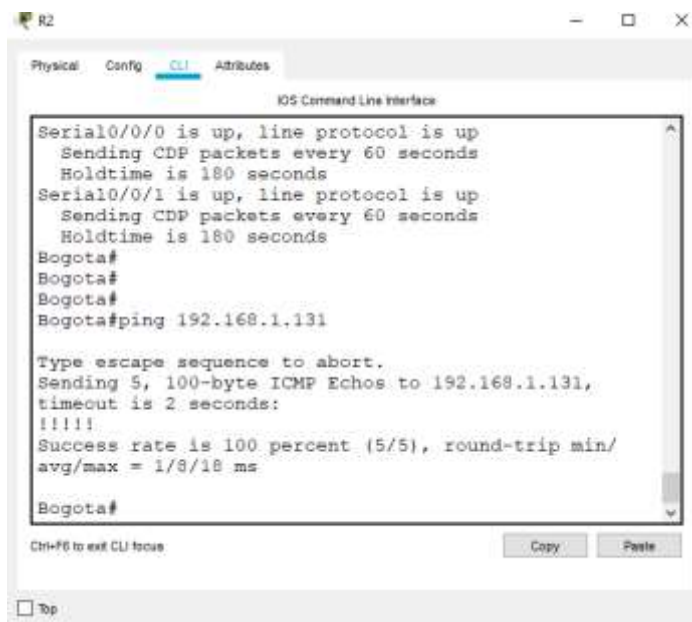 R2
Physical Config CLI Attributes
IOS Command Line Interface
Serial0/0/0 is up, line protocol is up
Sending CDP packets every 60 seconds
Holdtime is 180 seconds
Serial0/0/1 is up, line protocol is up
Sending CDP packets every 60 seconds
Holdtime is 180 seconds
Bogota#
Bogota#
Bogota#
Bogota#ping 192.168.1.131
Type escape sequence to abort.
Sending 5, 100-byte ICMP Echos to 192.168.1.131,
timeout is 2 seconds:
!!!!!
Success rate is 100 percent (5/5), round-trip min/
avg/max = 1/8/18 ms
Bogota#
Ctrl+F6 to exit CLI focus
Copy Paste
Top